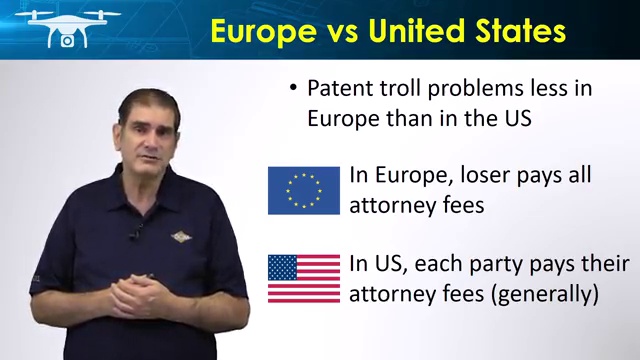 Europe vs United States
• Patent troll problems less in
Europe than in the US
In Europe, loser pays all
attorney fees
In US, each party pays their
attorney fees (generally)